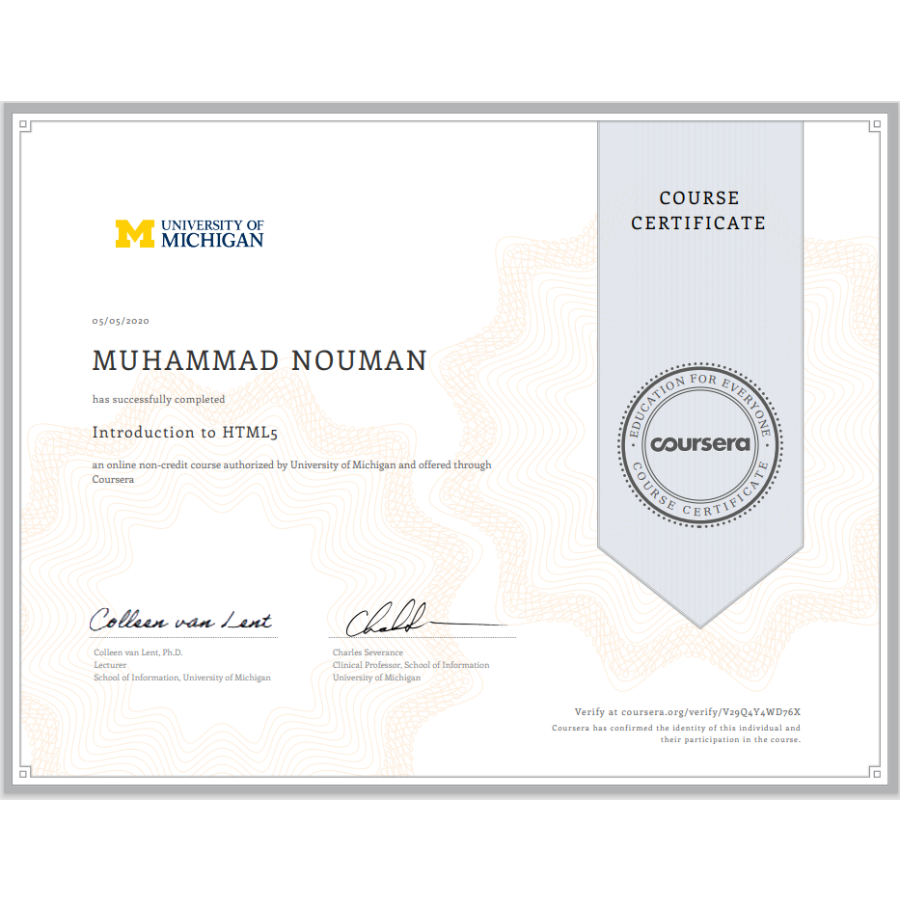 UNIVERSITY OF
MICHIGAN
05/05/2020
MUHAMMAD NOUMAN
has successfully completed
Introduction to HTML5
an online non-credit course authorized by University of Michigan and offered through
Coursera
Colleen van Lent
Colleen van Lent, Ph.D.
Lecturer
School of Information, University of Michigan
Charles Severance
Clinical Professor, School of Information
University of Michigan
COURSE
CERTIFICATE
EDUCATION FOR EVERYONE
coursera
COURSE CERTIFICATE
Verify at coursera.org/verify/V29Q4Y4WD76X
Coursera has confirmed the identity of this individual and
their participation in the course.